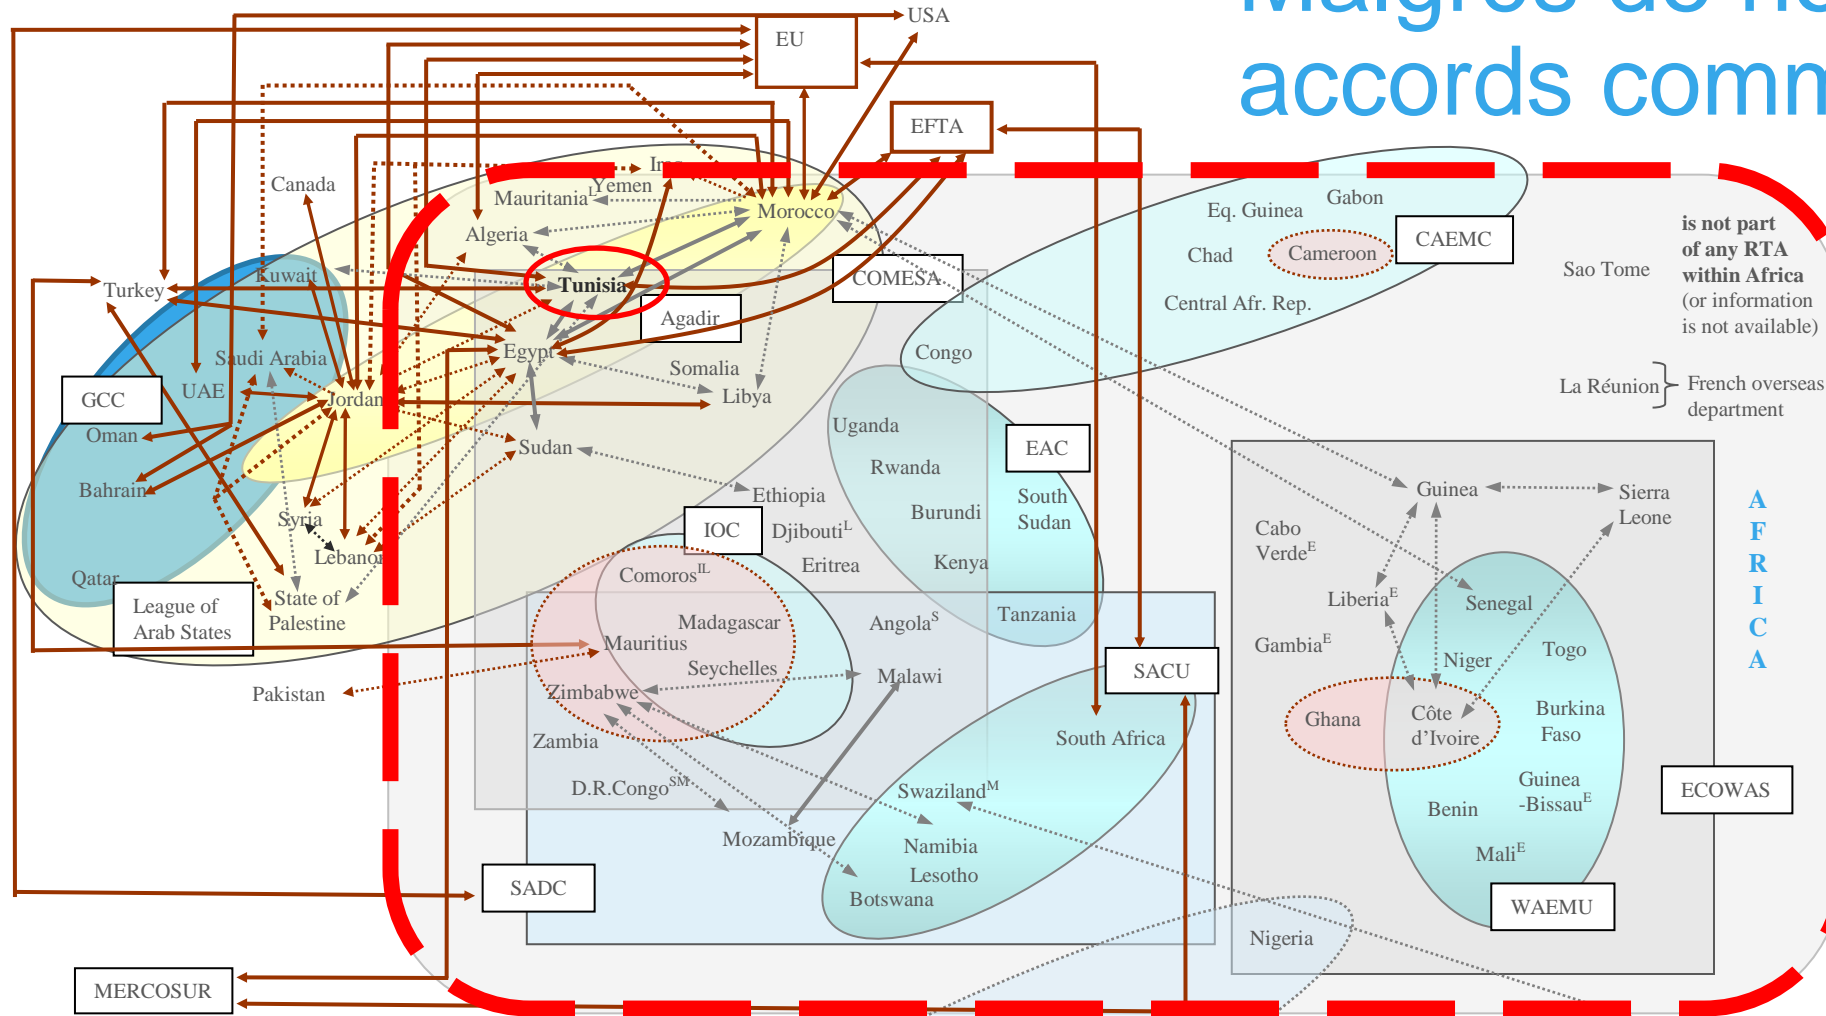 accords comm
USA
EU
EFTA
Canada
Yemen
Mauritania L
Morocco
Algeria
Kuwait
Tunisia
Turkey
COMESA
Agadir
Egypt
Saudi Arabia
Somalia
Libya
UAE
GCC
Jordan
Oman
Sudan
Bahrain
Ethiopia
Syria
Djibouti L
Lebanon
Eritrea
Qatar
State of
Palestine
League of
Arab States
IOC
Comoros IL
Madagascar
Mauritius
Seychelles
Pakistan
Zimbabwe
Zambia
D.R.Congo SM
Mozambique
Angola S
Malawi
SADC
MERCOSUR
Eq. Guinea
Gabon
CAEMC
Chad
Cameroon
Central Afr. Rep.
Congo
Sao Tome
is not part
of any RTA
within Africa
(or information
is not available)
La Réunion
French overseas
department
Uganda
EAC
Rwanda
South
Sudan
Burundi
Kenya
Tanzania
SACU
South Africa
Swaziland M
Namibia
Lesotho
Botswana
Guinea
Sierra
Leone
Cabo
Verde E
Liberia E
Senegal
Gambia E
Niger
Togo
Ghana
Côte
d'Ivoire
Burkina
Faso
Guinea
-Bissau E
Benin
Mali E
ECOWAS
WAEMU
Nigeria
A
F
R
I
C
A